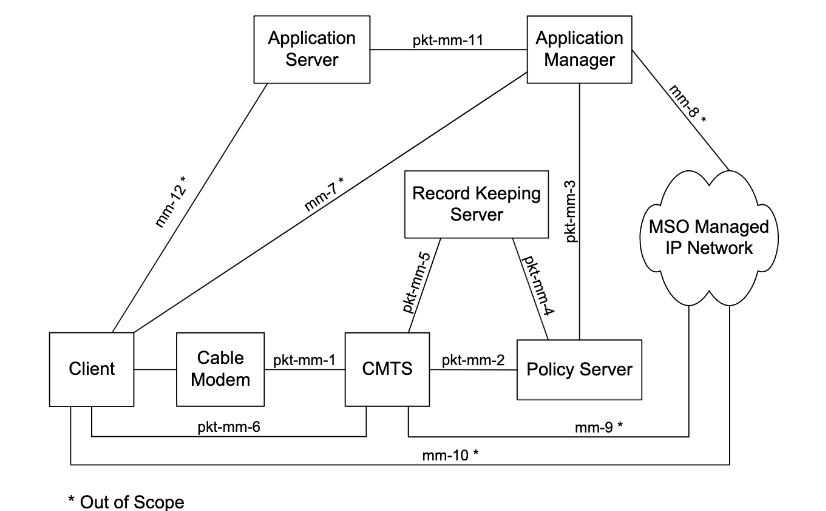 Application
Server
pkt-mm-11
Application
Manager
mm-8 *
mm-12 *
mm-7 *
Record Keeping
Server
pkt-mm-3
MSO Managed
IP Network
pkt-mm-5
pkt-mm-4
Client
Cable
Modem
pkt-mm-1
CMTS
pkt-mm-2
Policy Server
pkt-mm-6
mm-9 *
mm-10 *
* Out of Scope